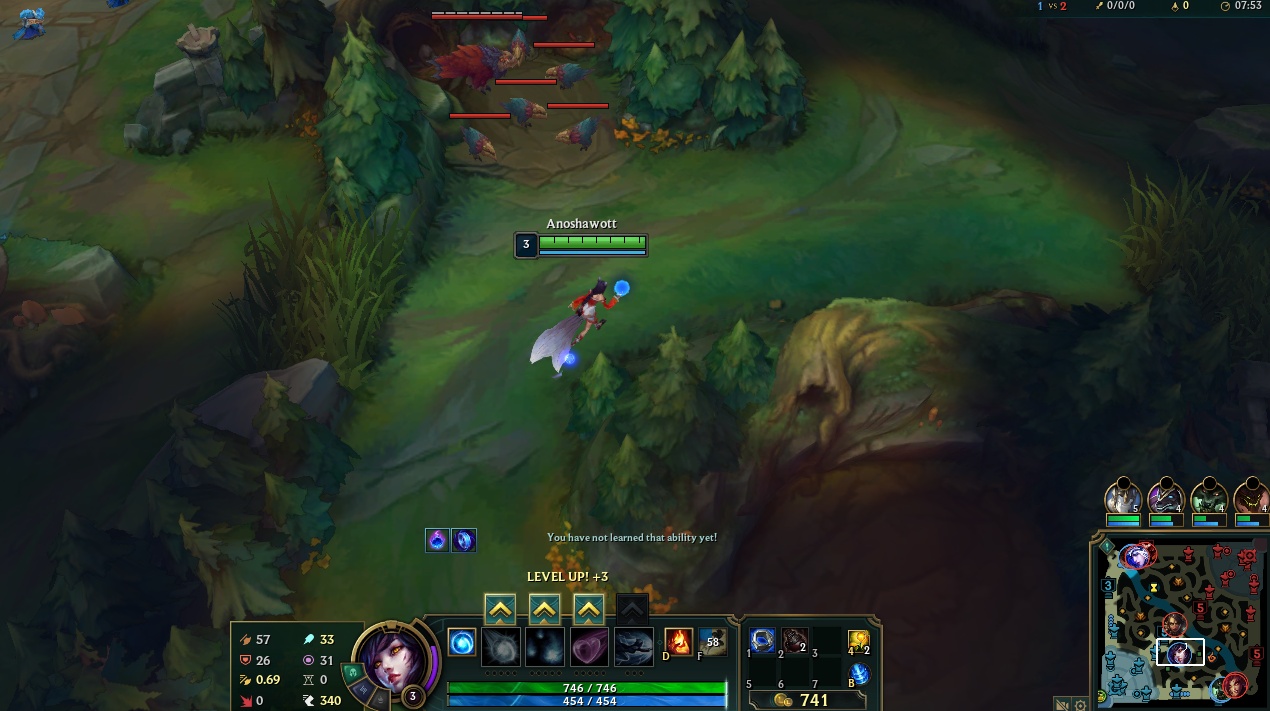 1 vs 2 0/0/0 0 07:53
Anoshawott
3
You have not learned that ability yet!
LEVEL UP! +3
57 33
26 31
0.69 0
0 340
3
D
F
58
746 / 746
454 / 454
1 2 2 3 4 2
5 6 7 B
741
5 4 4 4
3
5
5